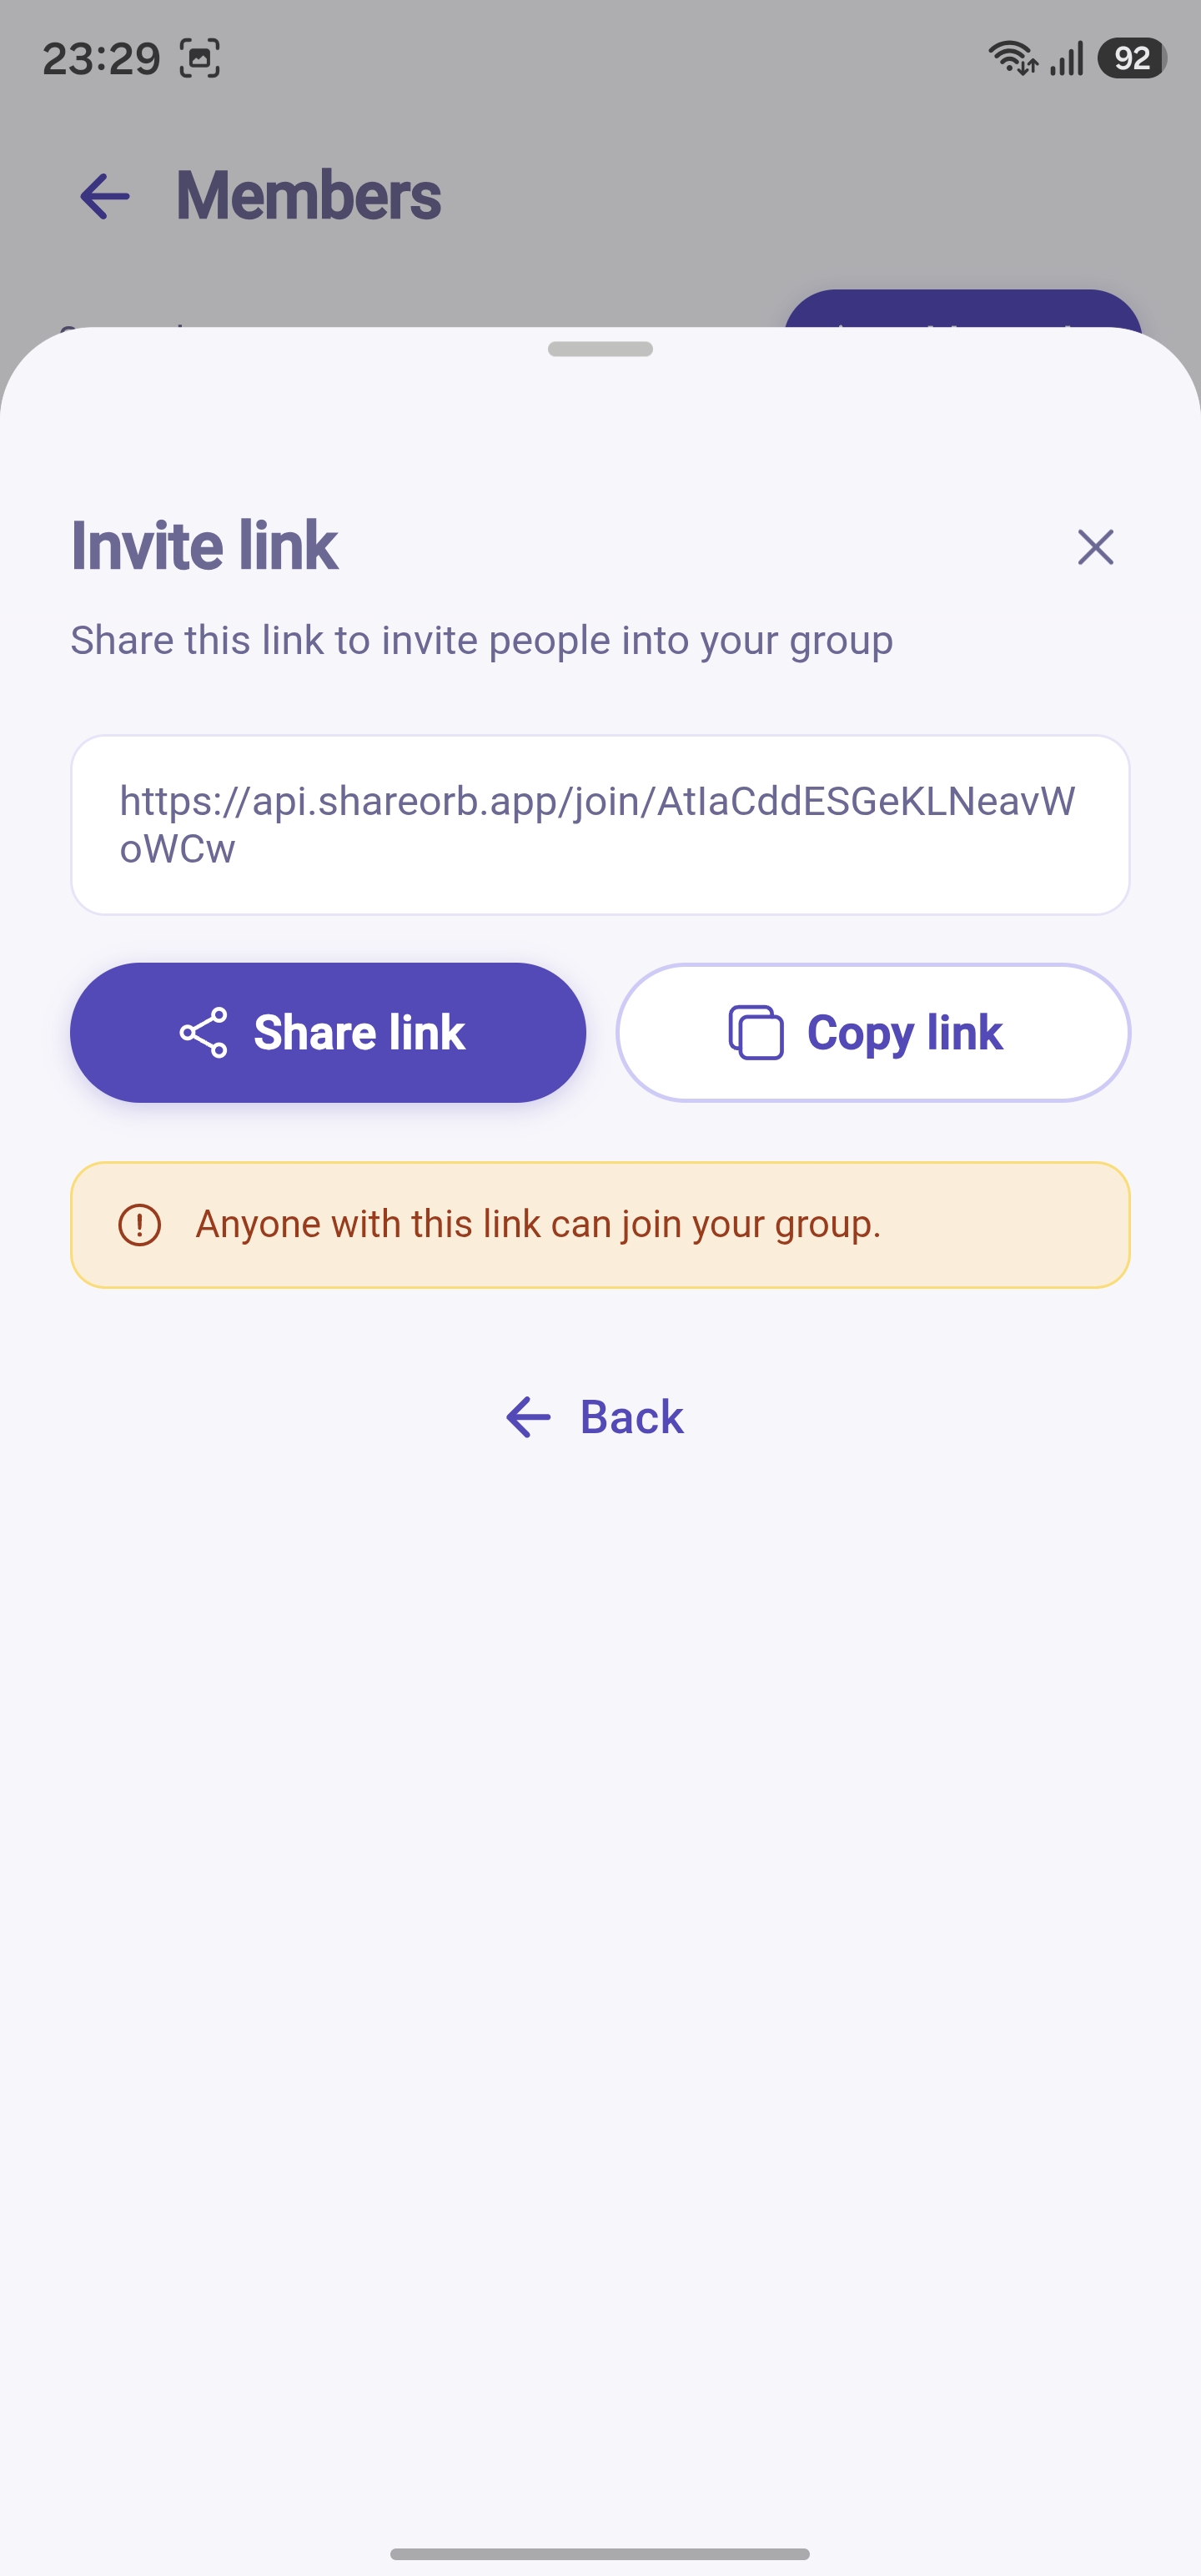 23:29
92
Members
Invite link
Share this link to invite people into your group
https://api.shareorb.app/join/AtIaCddESGeKLNeavW
oWCw
Share link
Copy link
Anyone with this link can join your group.
Back